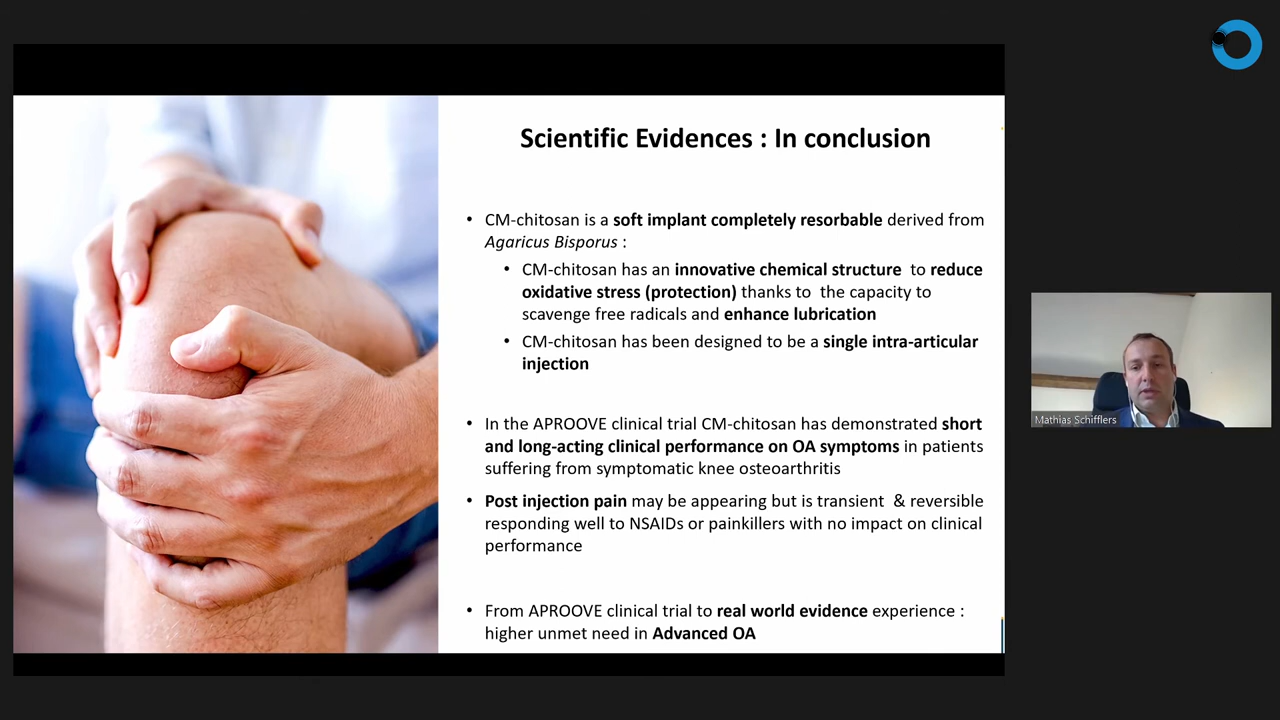 Scientific Evidences : In conclusion
• CM-chitosan is a soft implant completely resorbable derived from
Agaricus Bisporus :
• CM-chitosan has an innovative chemical structure to reduce
oxidative stress (protection) thanks to the capacity to
scavenge free radicals and enhance lubrication
• CM-chitosan has been designed to be a single intra-articular
injection
• In the APROOVE clinical trial CM-chitosan has demonstrated short
and long-acting clinical performance on OA symptoms in patients
suffering from symptomatic knee osteoarthritis
• Post injection pain may be appearing but is transient & reversible
responding well to NSAIDs or painkillers with no impact on clinical
performance
• From APROOVE clinical trial to real world evidence experience :
higher unmet need in Advanced OA
Mathias Schifflers